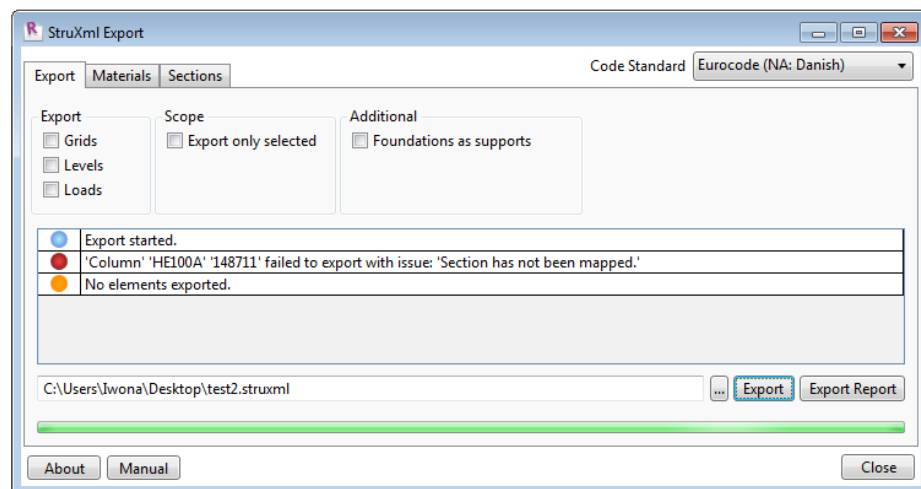 StruXml Export
Code Standard Eurocode (NA: Danish)
Export Materials Sections
Export Scope Additional
Grids Export only selected Foundations as supports
Levels
Loads
Export started.
'Column' 'HE100A' '148711' failed to export with issue: 'Section has not been mapped.'
No elements exported.
C:\Users\Iwona\Desktop\test2.struxml ... Export Export Report
About Manual Close